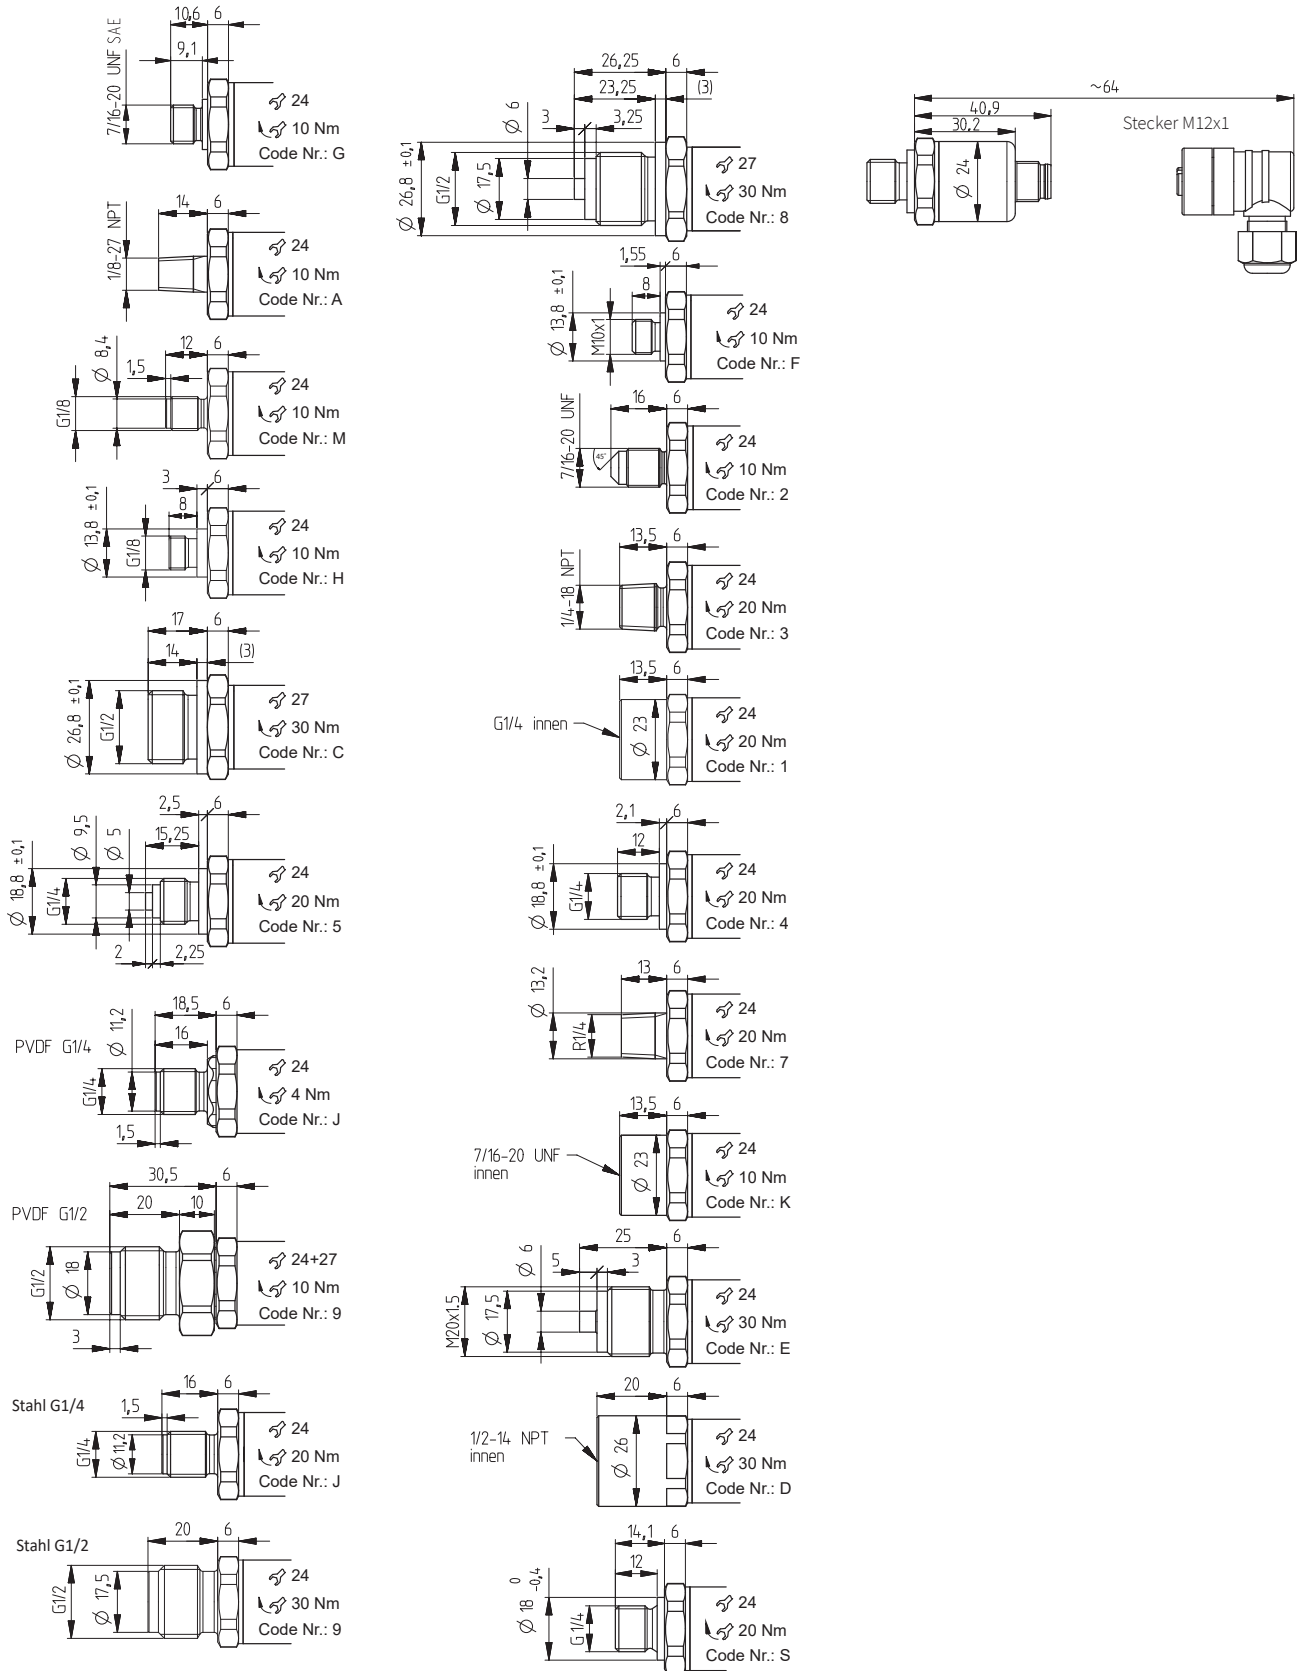 10,6 6
9,1
7/16-20 UNF SAE
24
10 Nm
Code Nr.: G
14 6
1/8-27 NPT
24
10 Nm
Code Nr.: A
12 6
Ø 8,4
1,5
G1/8
24
10 Nm
Code Nr.: M
3 6
8
Ø 13,8 ±0,1
G1/8
24
10 Nm
Code Nr.: H
17 6
14 (3)
Ø 26,8 ±0,1
G1/2
27
30 Nm
Code Nr.: C
2,5 6
15,25
Ø 18,8 ±0,1
G1/4
Ø 9,5
Ø 5
2 2,25
24
20 Nm
Code Nr.: 5
PVDF G1/4
18,5 6
16
Ø 11,2
G1/4
1,5
24
4 Nm
Code Nr.: J
PVDF G1/2
30,5 6
20 10
G1/2
Ø 18
3
24+27
10 Nm
Code Nr.: 9
Stahl G1/4
16 6
1,5
G1/4
Ø 11,2
24
20 Nm
Code Nr.: J
Stahl G1/2
20 6
G1/2
Ø 17,5
24
30 Nm
Code Nr.: 9
26,25 6
23,25 (3)
3 3,25
Ø 6
Ø 26,8 ±0,1
G1/2
Ø 17,5
27
30 Nm
Code Nr.: 8
1,55 6
8
Ø 13,8 ±0,1
M10x1
24
10 Nm
Code Nr.: F
16 6
7/16-20 UNF
45°
24
10 Nm
Code Nr.: 2
13,5 6
1/4-18 NPT
24
20 Nm
Code Nr.: 3
13,5 6
G1/4 innen
Ø 23
24
20 Nm
Code Nr.: 1
2,1 6
12
Ø 18,8 ±0,1
G1/4
24
20 Nm
Code Nr.: 4
13 6
Ø 13,2
R1/4
24
20 Nm
Code Nr.: 7
13,5 6
7/16-20 UNF
innen
Ø 23
24
10 Nm
Code Nr.: K
25 6
5 3
Ø 6
M20x1.5
Ø 17,5
24
30 Nm
Code Nr.: E
20 6
1/2-14 NPT
innen
Ø 26
24
30 Nm
Code Nr.: D
14,1 6
12
Ø 18 0 -0,4
G 1/4
24
20 Nm
Code Nr.: S
~64
40,9
30,2
Stecker M12x1
Ø 24